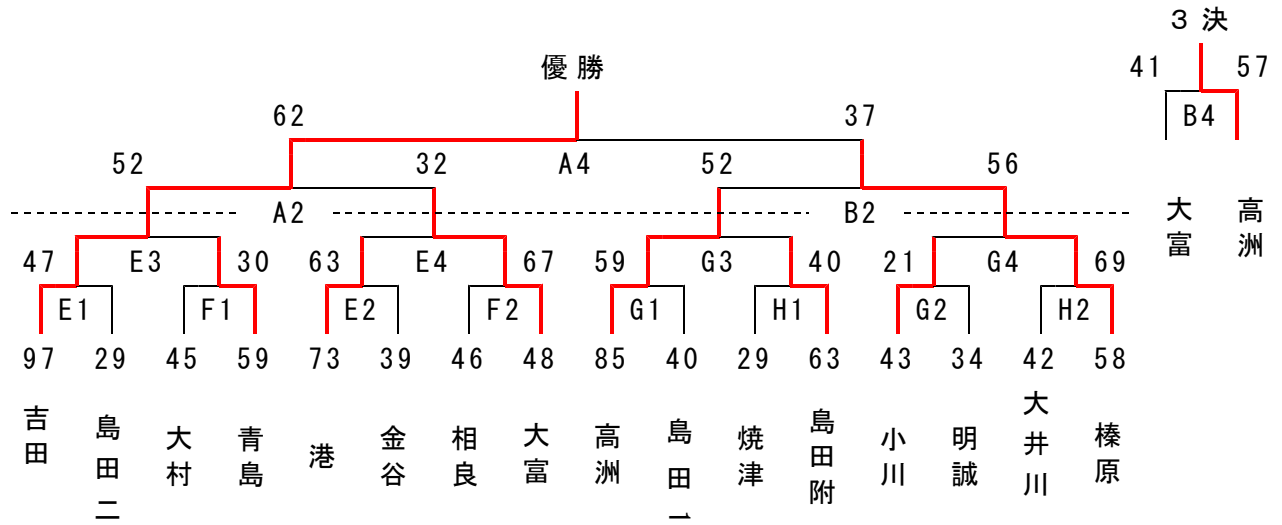 3 決
41 57
優 勝
B4
62 37
52 32 A4 52 56
A2 B2
大富 高洲
47 E3 30 63 E4 67 59 G3 40 21 G4 69
E1 F1 E2 F2 G1 H1 G2 H2
97 29 45 59 73 39 46 48 85 40 29 63 43 34 42 58
吉田 島田二 大村 青島 港 金谷 相良 大富 高洲 島田一 焼津 島田附 小川 明誠 大井川 榛原